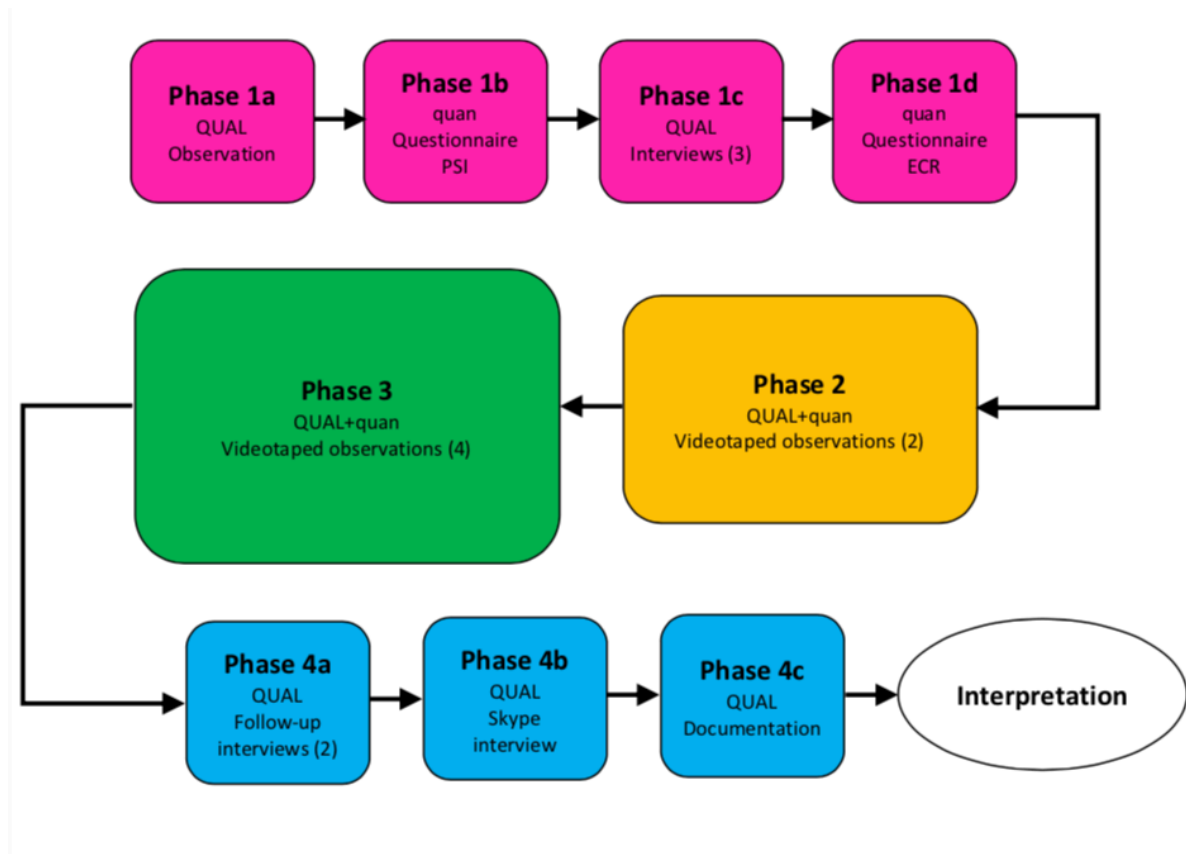 Phase 1a
QUAL
Observation
Phase 1b
quan
Questionnaire
PSI
Phase 1c
QUAL
Interviews (3)
Phase 1d
quan
Questionnaire
ECR
Phase 2
QUAL+quan
Videotaped observations (2)
Phase 3
QUAL+quan
Videotaped observations (4)
Phase 4a
QUAL
Follow-up
interviews (2)
Phase 4b
QUAL
Skype
interview
Phase 4c
QUAL
Documentation
Interpretation